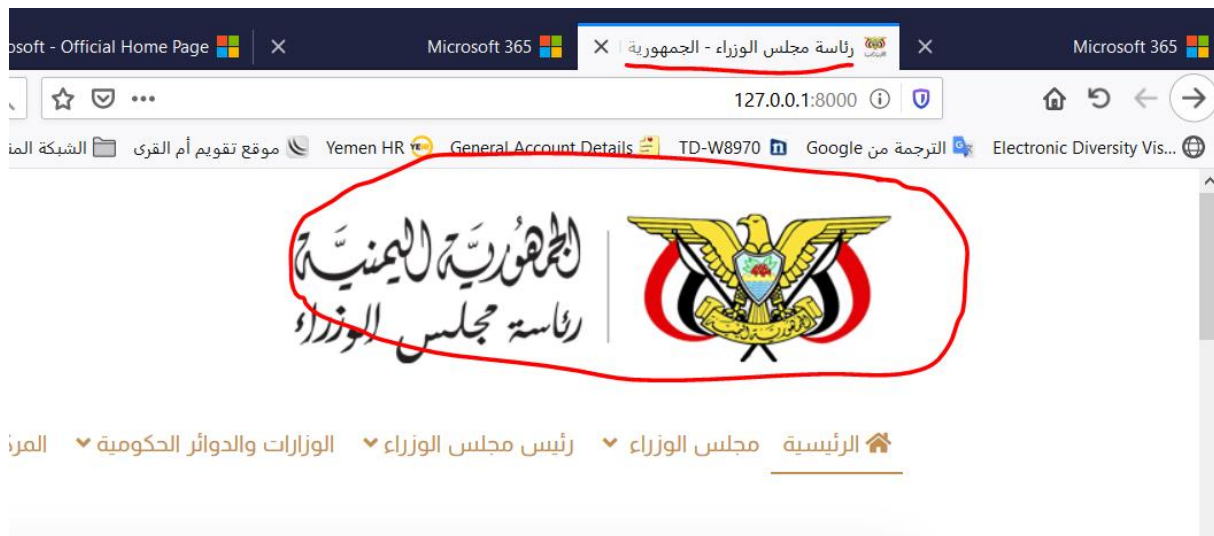 osoft - Official Home Page
Microsoft 365
رئاسة مجلس الوزراء - الجمهورية
Microsoft 365
127.0.0.1:8000
موقع تقويم أم القرى
Yemen HR
General Account Details
TD-W8970
الترجمة من Google
Electronic Diversity Vis...
الشبكة
الجمهورية اليمنية
رئاسة مجلس الوزراء
الرئيسية
مجلس الوزراء
رئيس مجلس الوزراء
الوزارات والدوائر الحكومية